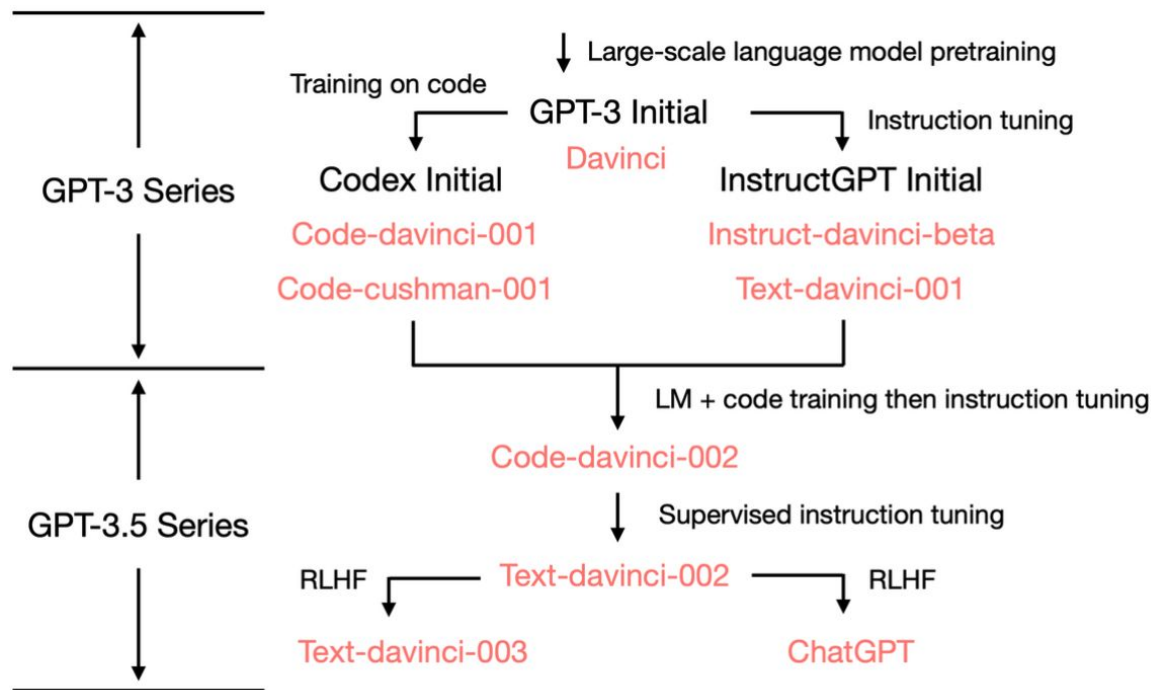 Large-scale language model pretraining
Training on code
GPT-3 Initial
Instruction tuning
Davinci
Codex Initial
InstructGPT Initial
GPT-3 Series
Code-davinci-001
Instruct-davinci-beta
Code-cushman-001
Text-davinci-001
LM + code training then instruction tuning
Code-davinci-002
GPT-3.5 Series
Supervised instruction tuning
RLHF
Text-davinci-002
RLHF
Text-davinci-003
ChatGPT